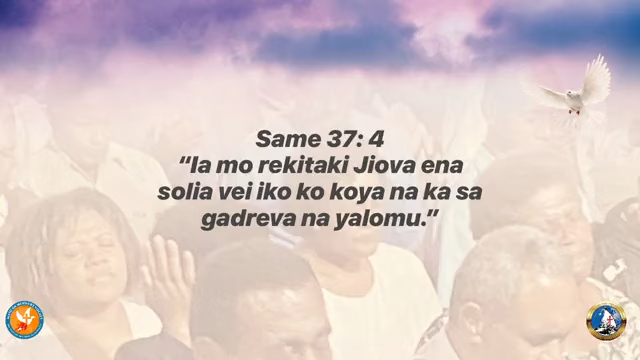 Same 37: 4
“Ia mo rekitaki Jiova ena
solia vei iko ko koya na ka sa
gadreva na yalomu.”